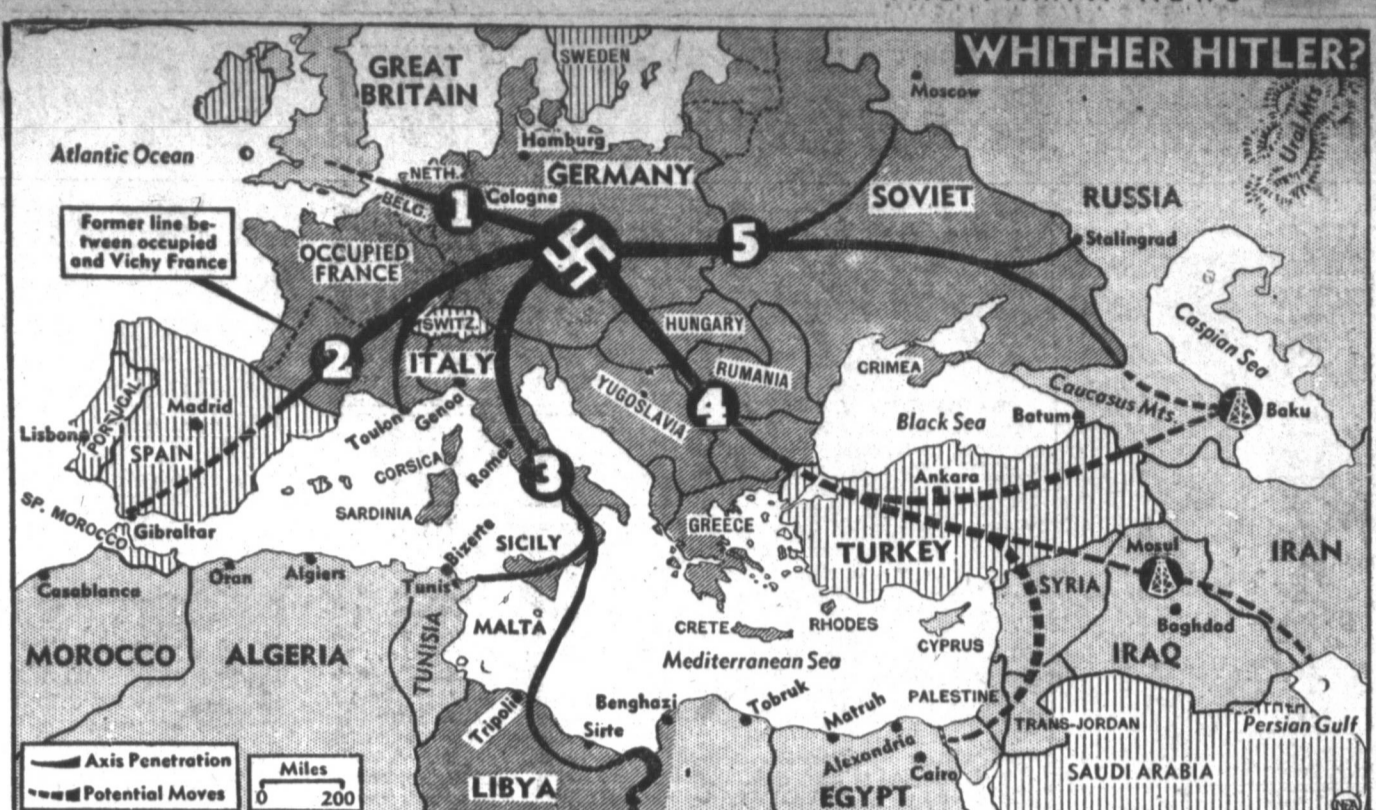 WHITHER HITLER?
GREAT
BRITAIN
SWEDEN
Moscow
Ural Mts
Atlantic Ocean
Hamburg
NETH.
GERMANY
1
Cologne
BELG.
SOVIET
RUSSIA
Former line be-
tween occupied
and Vichy France
OCCUPIED
FRANCE
5
Stalingrad
SWITZ.
HUNGARY
Caspian Sea
2
ITALY
RUMANIA
CRIMEA
YUGOSLAVIA
4
Caucasus Mts.
Baku
PORTUGAL
Madrid
Toulon
Genoa
Black Sea
Batum
Lisbon
SPAIN
CORSICA
Rome
3
Ankara
SP. MOROCCO
Gibraltar
SARDINIA
GREECE
Bizerte
SICILY
TURKEY
Mosul
IRAN
Casablanca
Oran
Algiers
Tunis
SYRIA
MALTA
CRETE
RHODES
CYPRUS
Baghdad
MOROCCO
ALGERIA
TUNISIA
Mediterranean Sea
IRAQ
Tripoli
Benghazi
Tobruk
Matruh
PALESTINE
TRANS-JORDAN
Persian Gulf
Sirte
Alexandria
Cairo
Axis Penetration
Potential Moves
Miles
0 200
LIBYA
EGYPT
SAUDI ARABIA